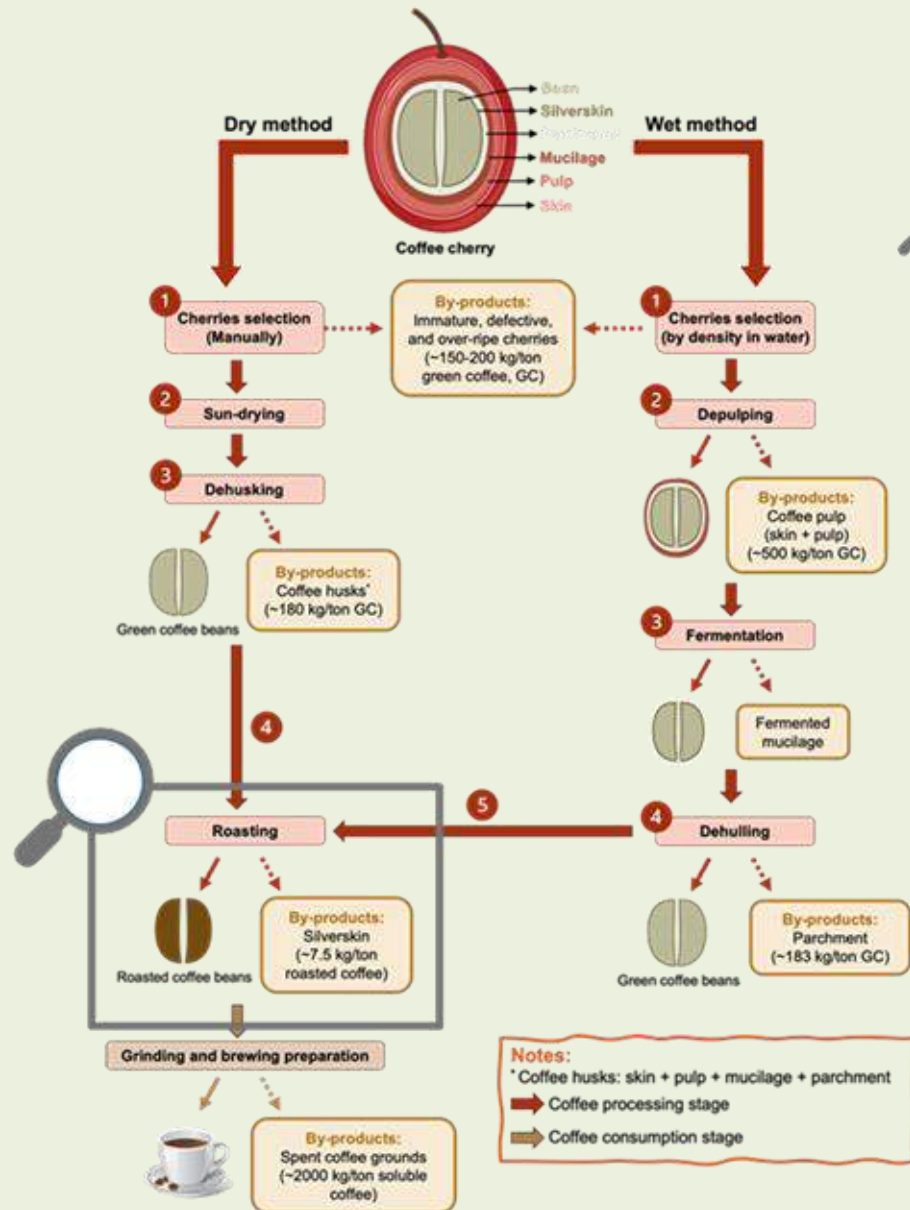 Bean
Silverskin
Mucilage
Pulp
Skin
Dry method
Wet method
Coffee cherry
1
Cherries selection
(Manually)
By-products:
Immature, defective,
and over-ripe cherries
(~150-200 kg/ton
green coffee, GC)
1
Cherries selection
(by density in water)
2
Sun-drying
2
Depulping
3
Dehusking
By-products:
Coffee pulp
(skin + pulp)
(~500 kg/ton GC)
By-products:
Coffee husks*
(~180 kg/ton GC)
Green coffee beans
3
Fermentation
4
Fermented
mucilage
5
Roasting
4
Dehulling
By-products:
Silverskin
(~7.5 kg/ton
roasted coffee)
Roasted coffee beans
By-products:
Parchment
(~183 kg/ton GC)
Green coffee beans
Grinding and brewing preparation
By-products:
Spent coffee grounds
(~2000 kg/ton soluble
coffee)
Notes:
*Coffee husks: skin + pulp + mucilage + parchment
Coffee processing stage
Coffee consumption stage